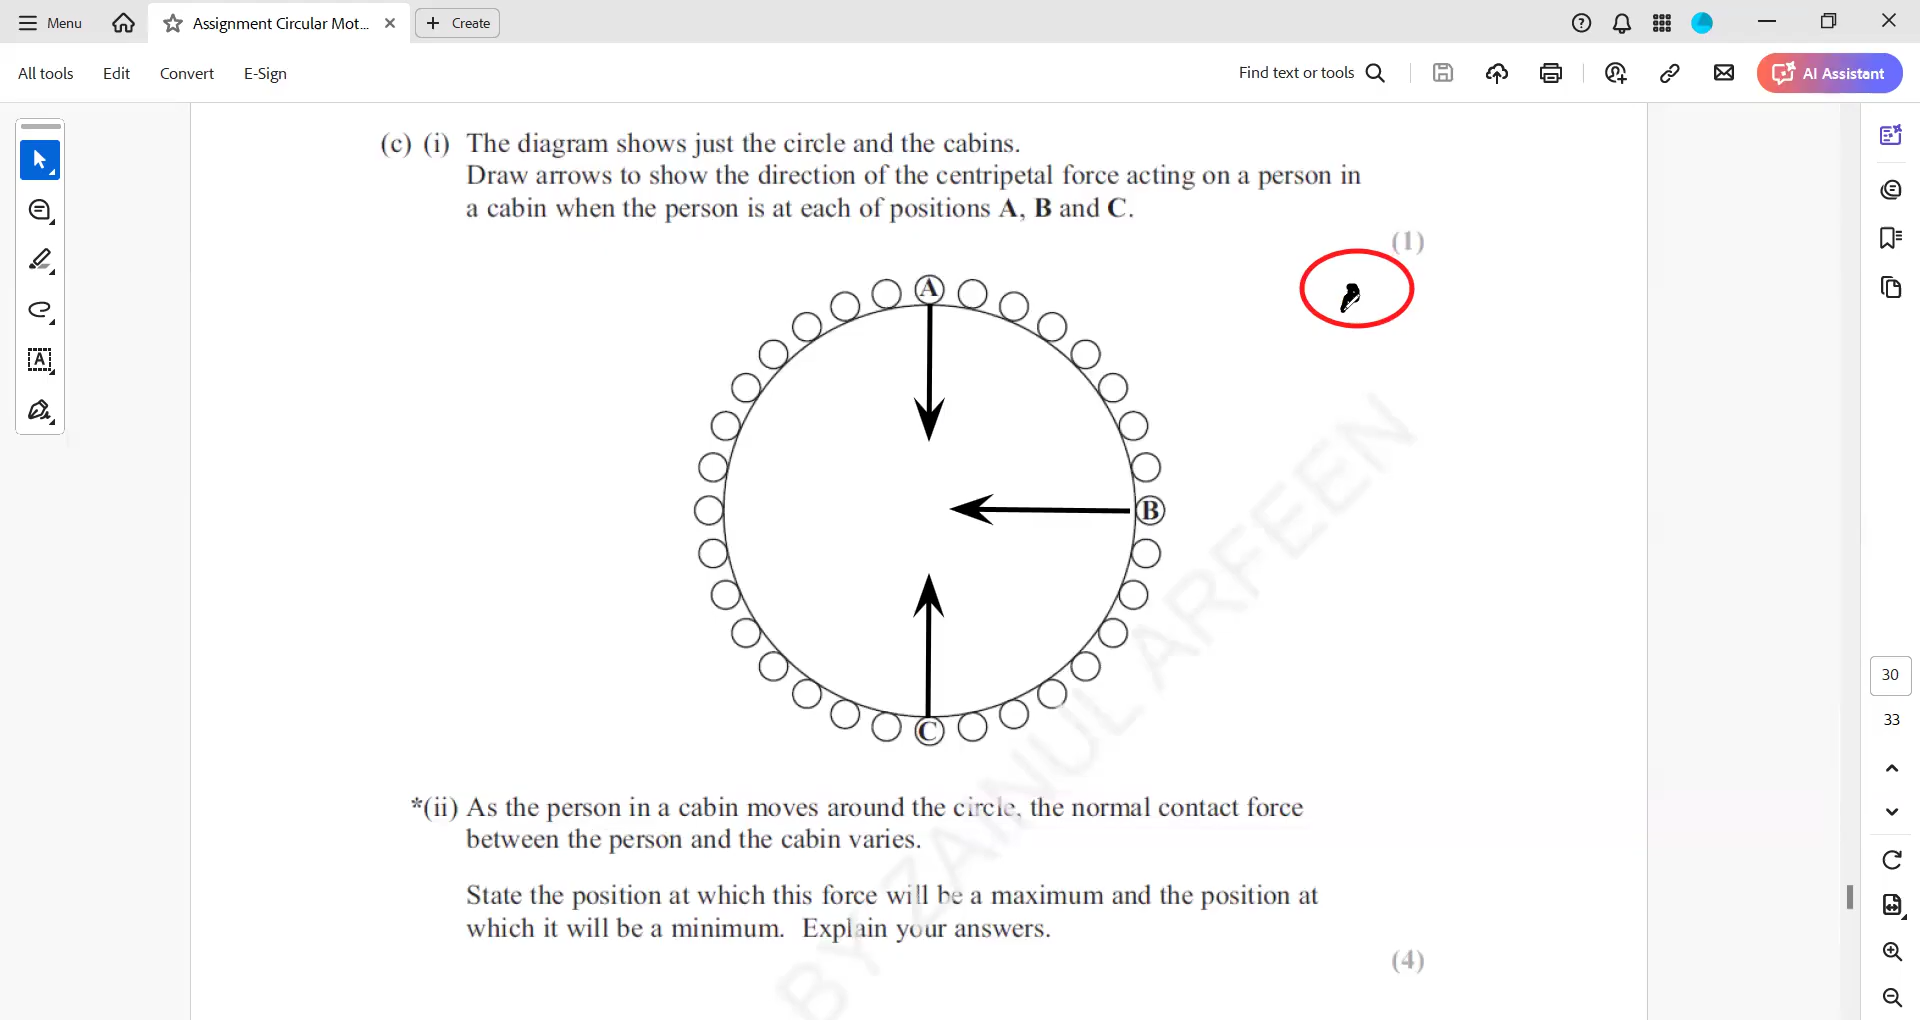 Menu
Assignment Circular Mot...
Create
All tools
Edit
Convert
E-Sign
Find text or tools
AI Assistant
(c) (i) The diagram shows just the circle and the cabins.
Draw arrows to show the direction of the centripetal force acting on a person in
a cabin when the person is at each of positions A, B and C.
(1)
A
B
C
*(ii) As the person in a cabin moves around the circle, the normal contact force
between the person and the cabin varies.
State the position at which this force will be a maximum and the position at
which it will be a minimum. Explain your answers.
(4)
BY ZAINUL ARFEEN
30
33